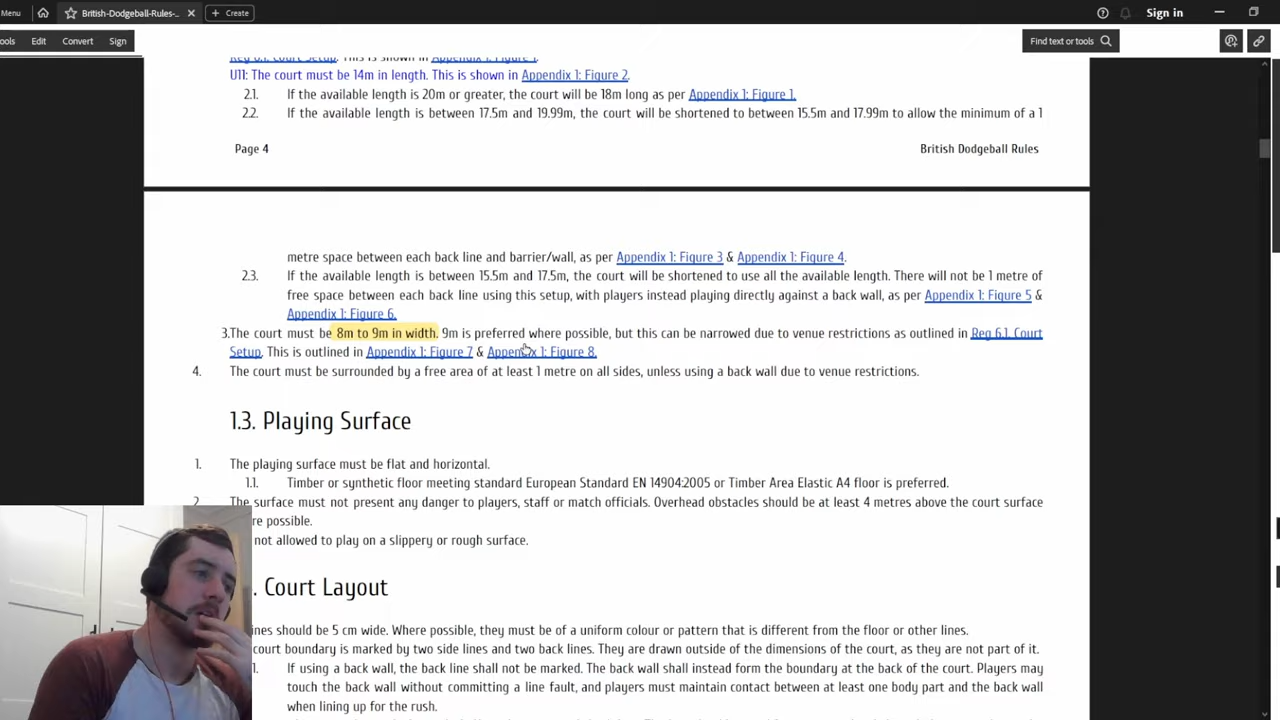 Menu
British-Dodgeball-Rules-...
Create
Sign in
ools Edit Convert Sign
Find text or tools
Reg 6.1. Court Setup. This is shown in Appendix 1: Figure 1.
U11: The court must be 14m in length. This is shown in Appendix 1: Figure 2.
2.1. If the available length is 20m or greater, the court will be 18m long as per Appendix 1: Figure 1.
2.2. If the available length is between 17.5m and 19.99m, the court will be shortened to between 15.5m and 17.99m to allow the minimum of a 1
Page 4 British Dodgeball Rules
metre space between each back line and barrier/wall, as per Appendix 1: Figure 3 & Appendix 1: Figure 4.
2.3. If the available length is between 15.5m and 17.5m, the court will be shortened to use all the available length. There will not be 1 metre of
free space between each back line using this setup, with players instead playing directly against a back wall, as per Appendix 1: Figure 5 &
Appendix 1: Figure 6.
3.The court must be 8m to 9m in width. 9m is preferred where possible, but this can be narrowed due to venue restrictions as outlined in Reg 6.1. Court
Setup. This is outlined in Appendix 1: Figure 7 & Appendix 1: Figure 8.
4. The court must be surrounded by a free area of at least 1 metre on all sides, unless using a back wall due to venue restrictions.
1.3. Playing Surface
1. The playing surface must be flat and horizontal.
1.1. Timber or synthetic floor meeting standard European Standard EN 14904:2005 or Timber Area Elastic A4 floor is preferred.
2. The surface must not present any danger to players, staff or match officials. Overhead obstacles should be at least 4 metres above the court surface
re possible.
not allowed to play on a slippery or rough surface.
. Court Layout
ines should be 5 cm wide. Where possible, they must be of a uniform colour or pattern that is different from the floor or other lines.
court boundary is marked by two side lines and two back lines. They are drawn outside of the dimensions of the court, as they are not part of it.
1. If using a back wall, the back line shall not be marked. The back wall shall instead form the boundary at the back of the court. Players may
touch the back wall without committing a line fault, and players must maintain contact between at least one body part and the back wall
when lining up for the rush.